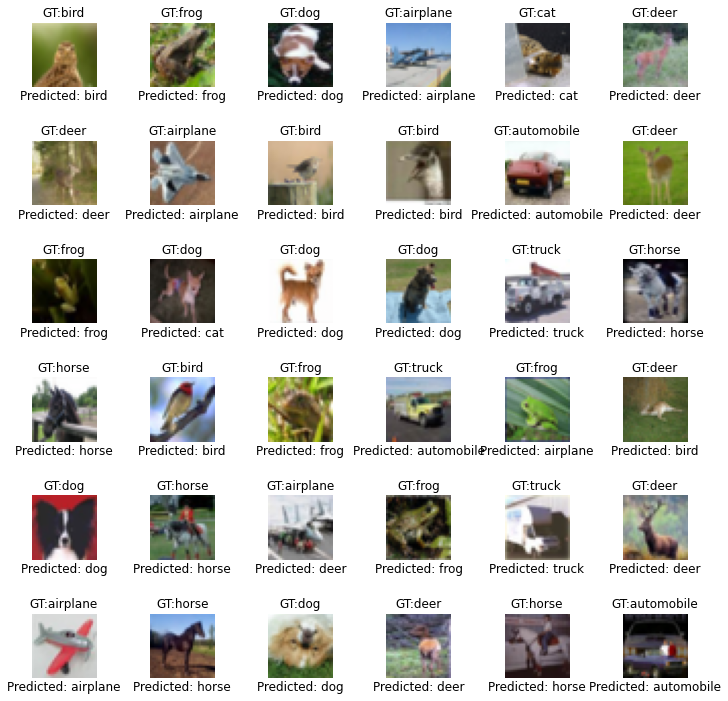 GT:bird GT:frog GT:dog GT:airplane GT:cat GT:deer
Predicted: bird Predicted: frog Predicted: dog Predicted: airplane Predicted: cat Predicted: deer
GT:deer GT:airplane GT:bird GT:bird GT:automobile GT:deer
Predicted: deer Predicted: airplane Predicted: bird Predicted: bird Predicted: automobile Predicted: deer
GT:frog GT:dog GT:dog GT:dog GT:truck GT:horse
Predicted: frog Predicted: cat Predicted: dog Predicted: dog Predicted: truck Predicted: horse
GT:horse GT:bird GT:frog GT:truck GT:frog GT:deer
Predicted: horse Predicted: bird Predicted: frog Predicted: automobile Predicted: airplane Predicted: bird
GT:dog GT:horse GT:airplane GT:frog GT:truck GT:deer
Predicted: dog Predicted: horse Predicted: deer Predicted: frog Predicted: truck Predicted: deer
GT:airplane GT:horse GT:dog GT:deer GT:horse GT:automobile
Predicted: airplane Predicted: horse Predicted: dog Predicted: deer Predicted: horse Predicted: automobile